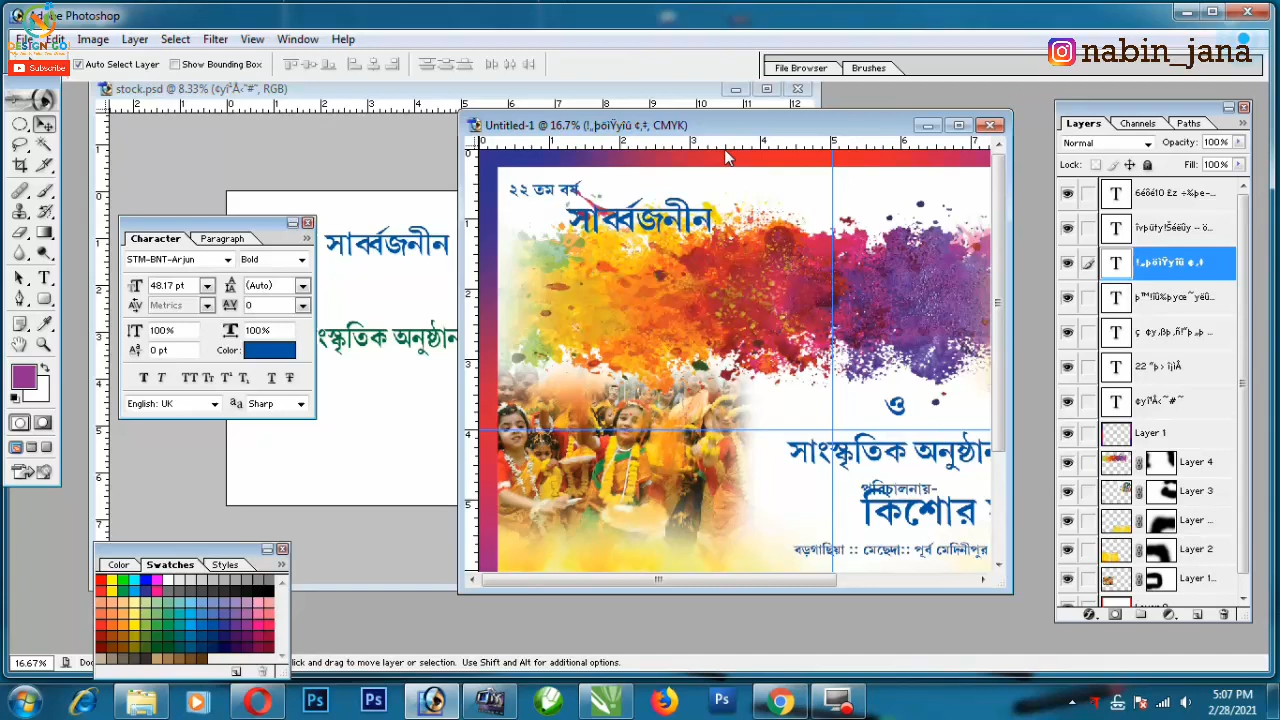 Adobe Photoshop
File Edit Image Layer Select Filter View Window Help
DESIGN GO
Subscribe
nabin_jana
Auto Select Layer Show Bounding Box
File Browser Brushes
stock.psd @ 8.33%
Untitled-1 @ 16.7%
২২ তম বর্ষ
সার্ব্বজনীন
সার্ব্বজনীন
সাংস্কৃতিক অনুষ্ঠান
ও
সাংস্কৃতিক অনুষ্ঠান
পরিচালনায়-
কিশোর
বড়গাছিয়া :: মেছেদা:: পূর্ব মেদিনীপুর
Character Paragraph
STM-BNT-Arjun Bold
48.17 pt (Auto)
Metrics 0
100% 100%
0 pt Color:
English: UK Sharp
Color Swatches Styles
Layers Channels Paths
Normal Opacity: 100%
Lock: Fill: 100%
Layer 1
Layer 4
Layer 3
Layer ...
Layer 2
Layer 1...
16.67% click and drag to move layer or selection. Use Shift and Alt for additional options.
5:07 PM
2/28/2021